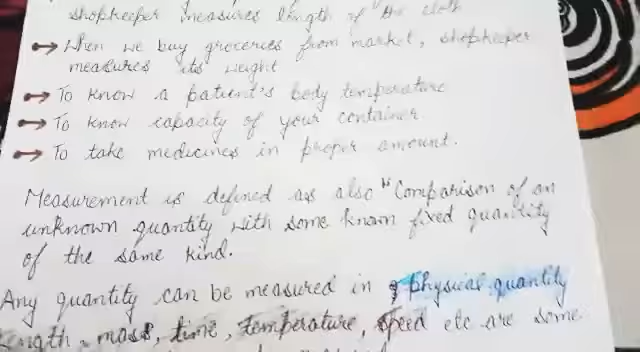 shopkeeper measures length of the cloth
When we buy groceries from market, shopkeeper
measures its weight
To know a patient's body temperature
To know capacity of your container
To take medicines in proper amount.
Measurement is defined as also "Comparison of an
unknown quantity with some known fixed quantity
of the same kind.
Any quantity can be measured in physical quantity
Length, mass, time, temperature, speed etc are some